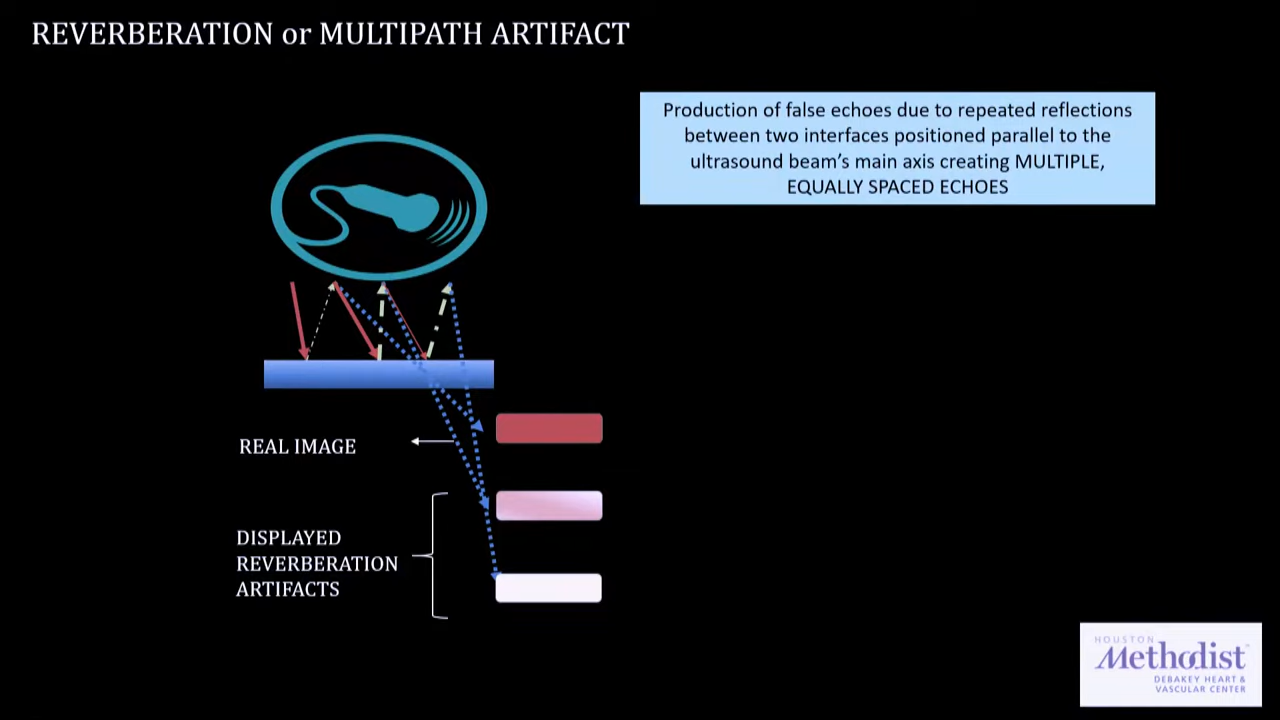 REVERBERATION or MULTIPATH ARTIFACT
Production of false echoes due to repeated reflections
between two interfaces positioned parallel to the
ultrasound beam’s main axis creating MULTIPLE,
EQUALLY SPACED ECHOES
REAL IMAGE
DISPLAYED
REVERBERATION
ARTIFACTS
HOUSTON
Methodist
DEBAKEY HEART &
VASCULAR CENTER